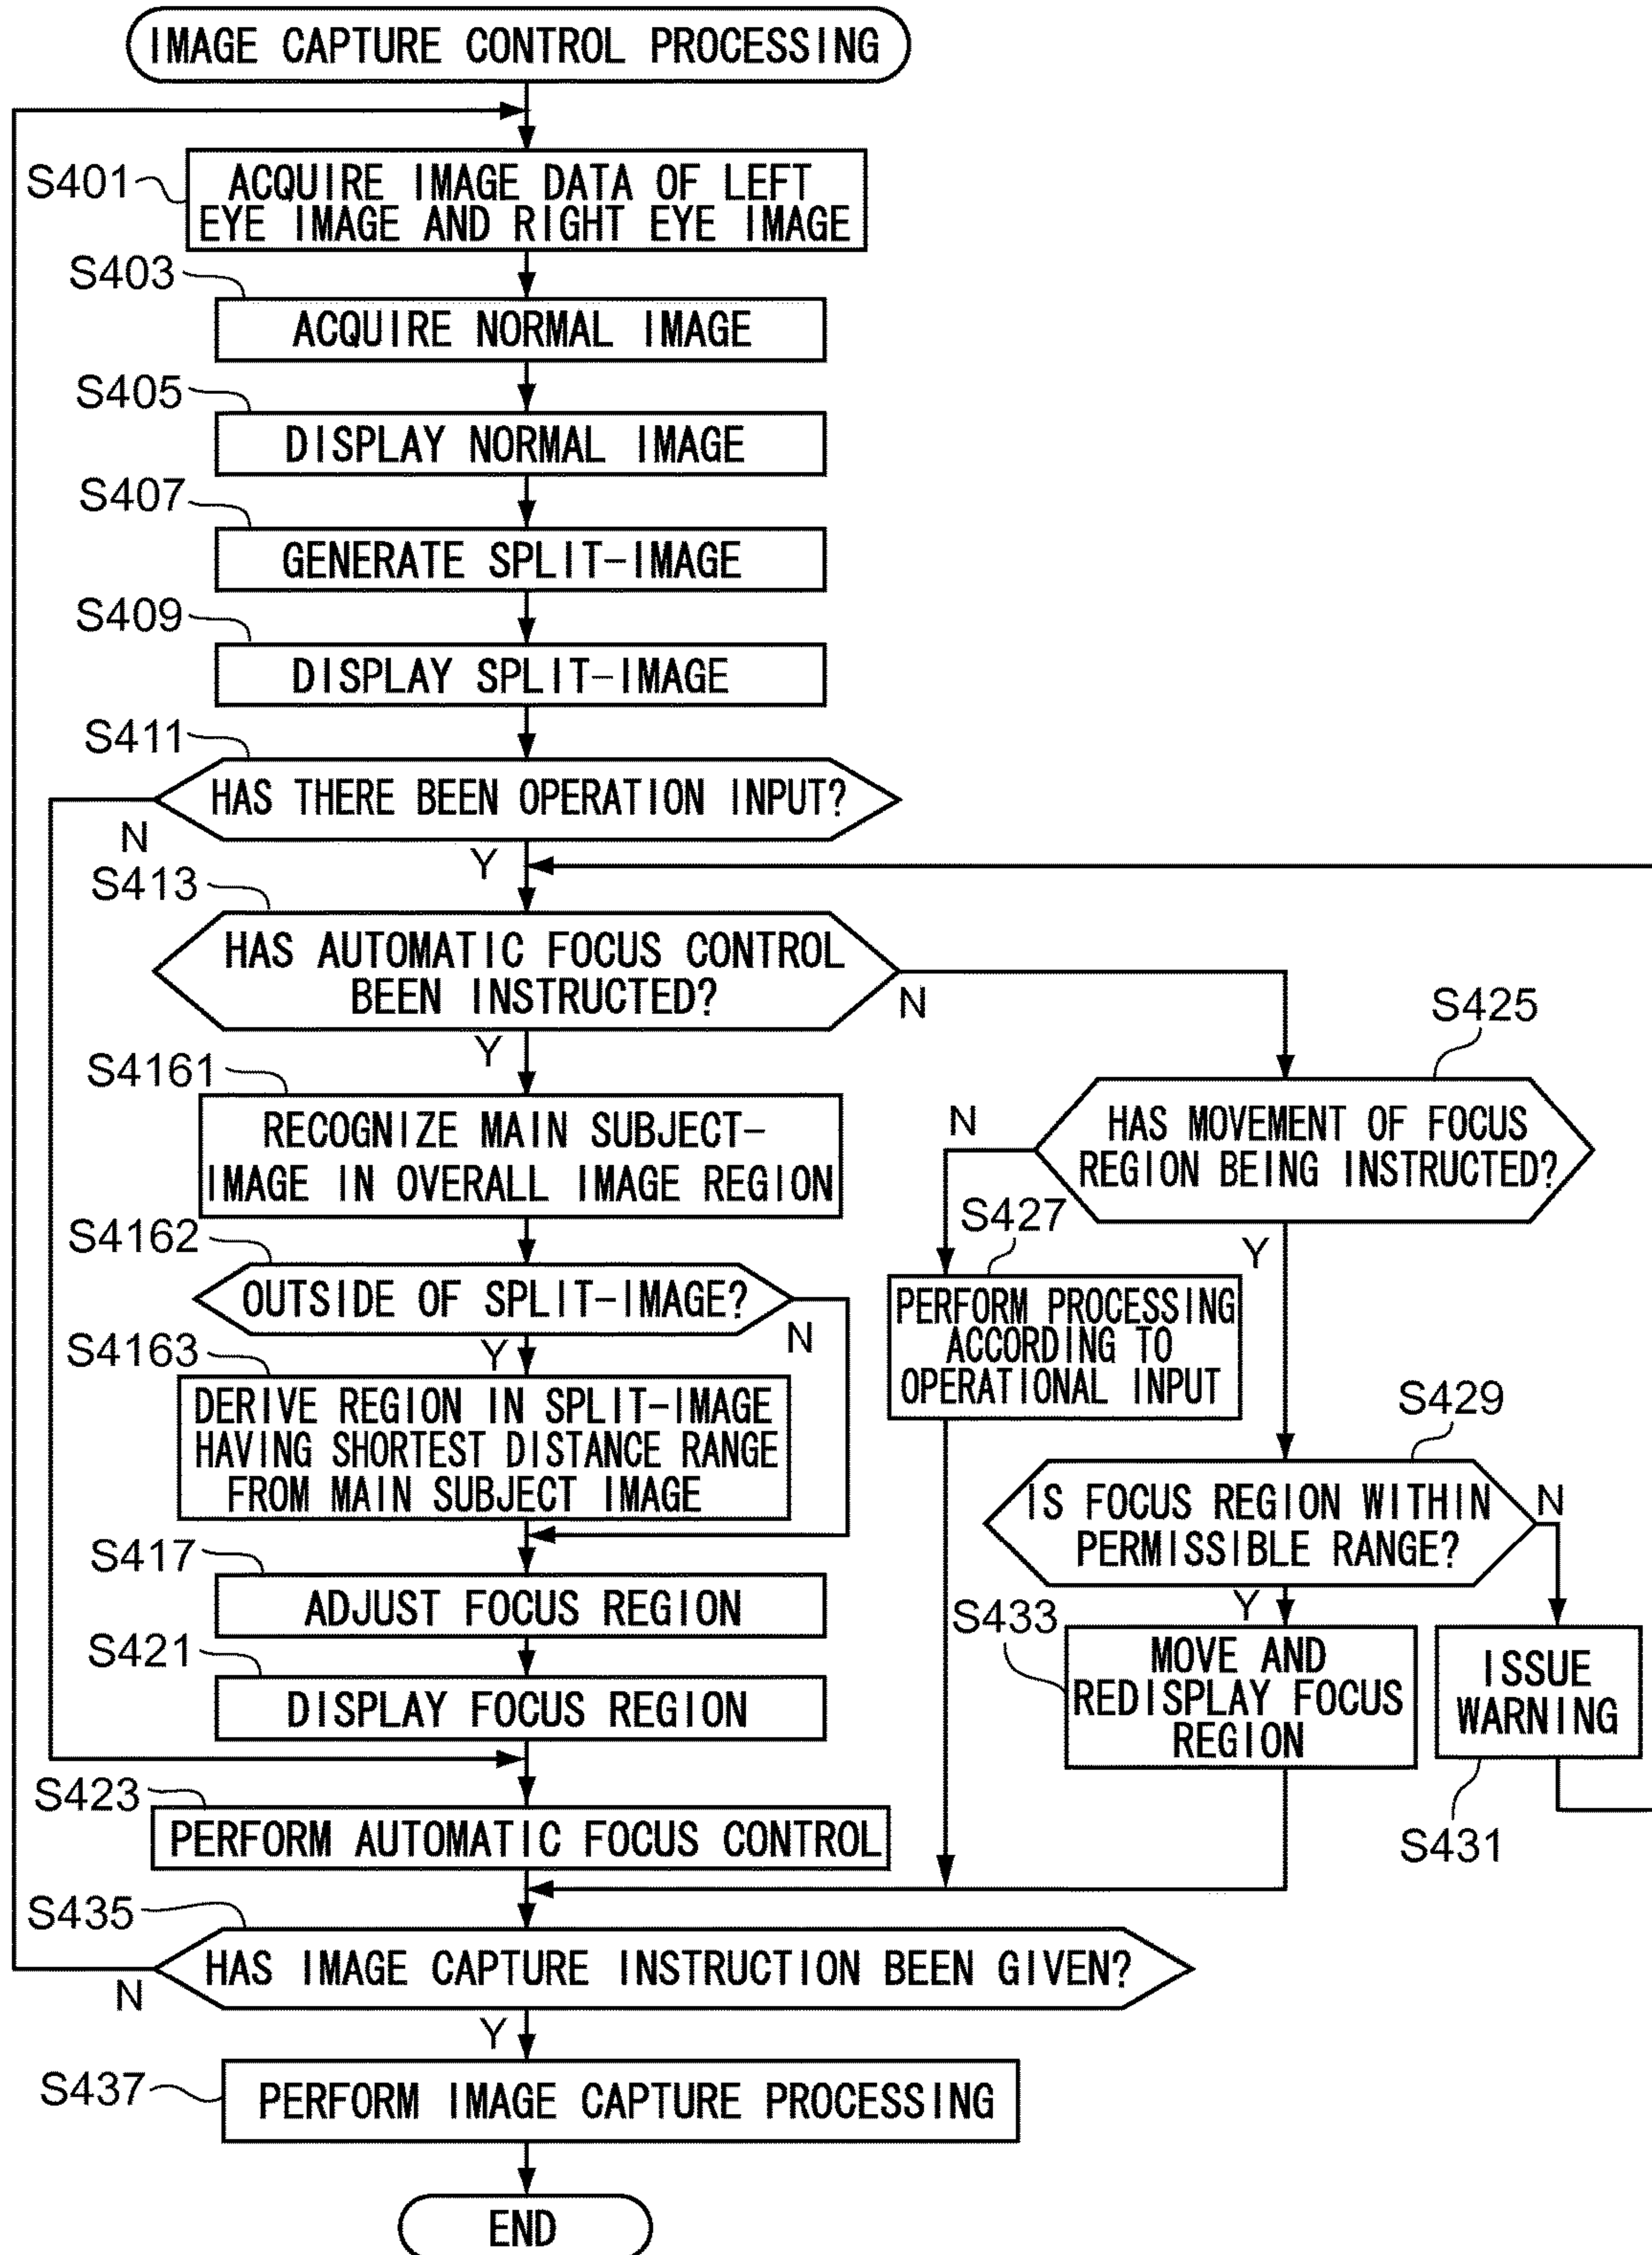 IMAGE CAPTURE CONTROL PROCESSING
S401
ACQUIRE IMAGE DATA OF LEFT
EYE IMAGE AND RIGHT EYE IMAGE
S403
ACQUIRE NORMAL IMAGE
S405
DISPLAY NORMAL IMAGE
S407
GENERATE SPLIT-IMAGE
S409
DISPLAY SPLIT-IMAGE
S411
HAS THERE BEEN OPERATION INPUT?
N
Y
S413
HAS AUTOMATIC FOCUS CONTROL
BEEN INSTRUCTED?
N
Y
S4161
RECOGNIZE MAIN SUBJECT-
IMAGE IN OVERALL IMAGE REGION
S4162
OUTSIDE OF SPLIT-IMAGE?
N
Y
S4163
DERIVE REGION IN SPLIT-IMAGE
HAVING SHORTEST DISTANCE RANGE
FROM MAIN SUBJECT IMAGE
S417
ADJUST FOCUS REGION
S421
DISPLAY FOCUS REGION
S423
PERFORM AUTOMATIC FOCUS CONTROL
S425
HAS MOVEMENT OF FOCUS
REGION BEING INSTRUCTED?
N
Y
S427
PERFORM PROCESSING
ACCORDING TO
OPERATIONAL INPUT
S429
IS FOCUS REGION WITHIN
PERMISSIBLE RANGE?
N
Y
S433
MOVE AND
REDISPLAY FOCUS
REGION
ISSUE
WARNING
S431
S435
HAS IMAGE CAPTURE INSTRUCTION BEEN GIVEN?
N
Y
S437
PERFORM IMAGE CAPTURE PROCESSING
END